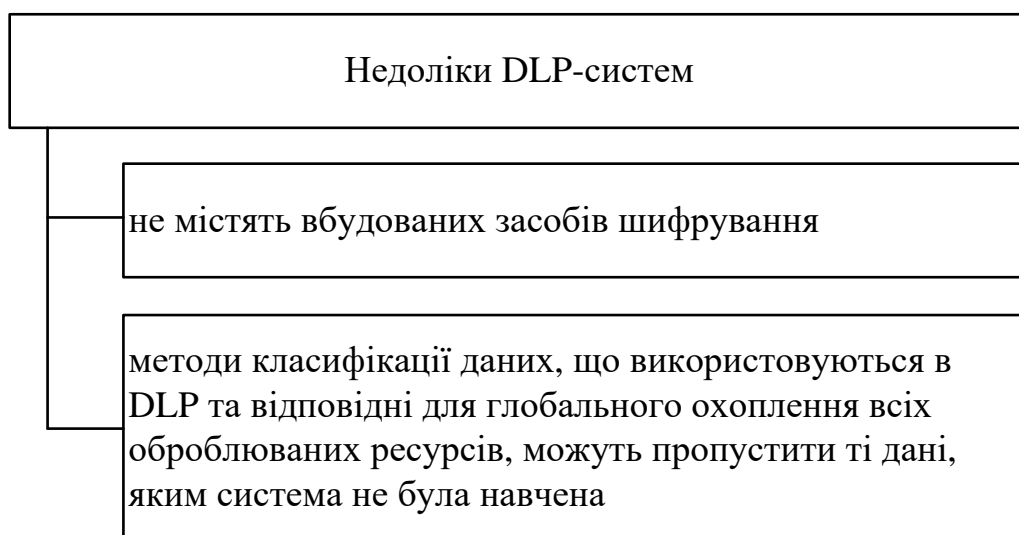 Недоліки DLP-систем
не містять вбудованих засобів шифрування
методи класифікації даних, що використовуються в
DLP та відповідні для глобального охоплення всіх
оброблюваних ресурсів, можуть пропустити ті дані,
яким система не була навчена